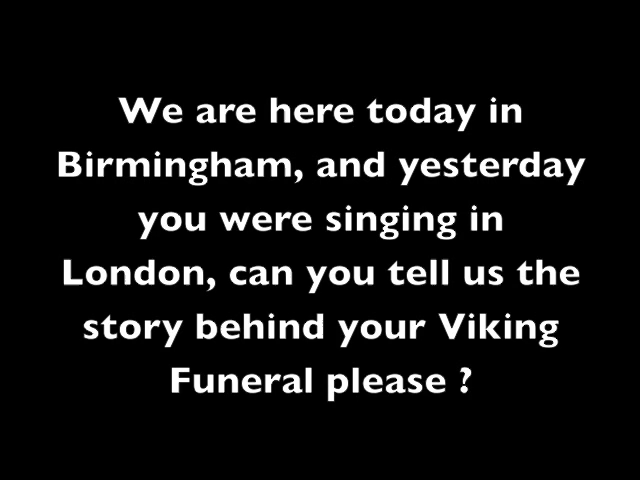 We are here today in
Birmingham, and yesterday
you were singing in
London, can you tell us the
story behind your Viking
Funeral please ?